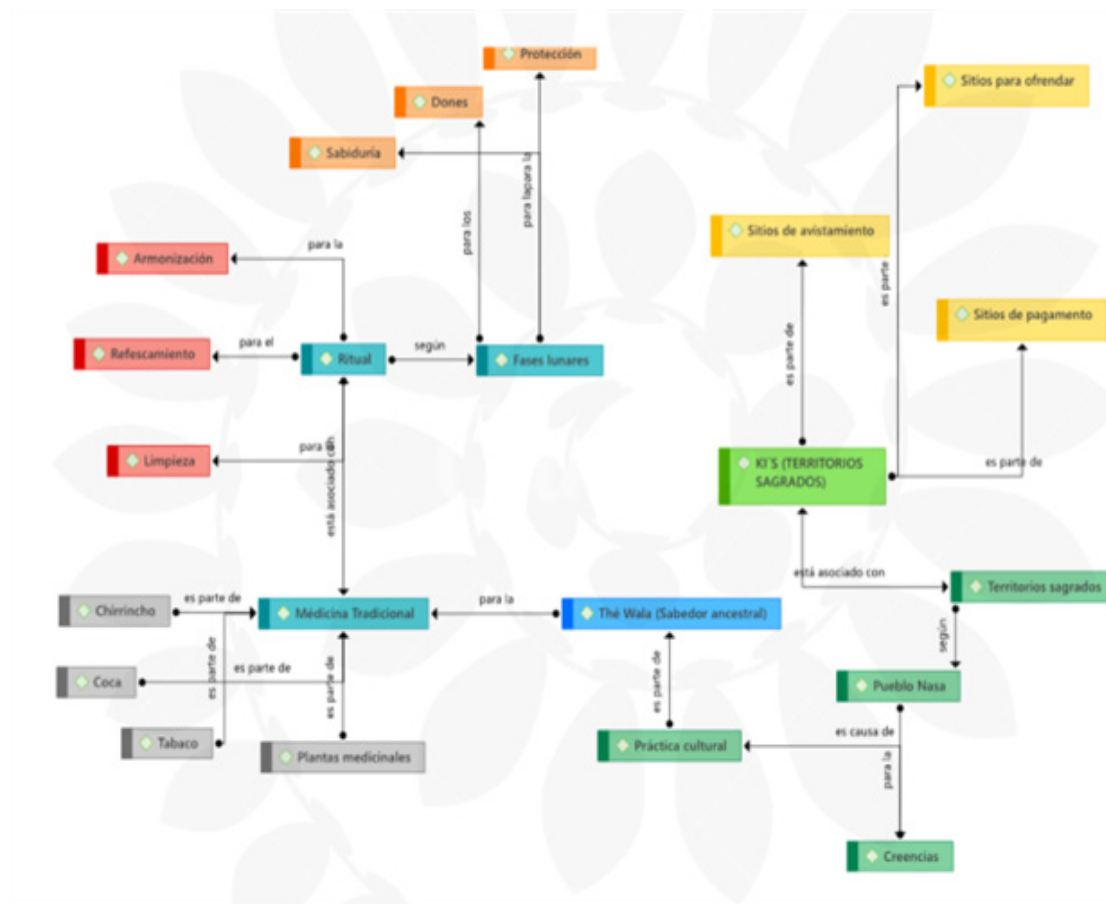 Protección
Sitios para ofrendar
Dones
Sabiduría
para la
para la
para los
es parte
Sitios de avistamiento
Armonización
para la
Sitios de pagamento
Refescamiento
para el
Ritual
según
Fases lunares
es parte de
Limpieza
está asociado con
KI´S (TERRITORIOS
SAGRADOS)
es parte de
está asociado con
Territorios sagrados
Chirrincho
es parte de
Médicina Tradicional
para la
Thé Wala (Sabedor ancestral)
según
Coca
es parte de
es parte de
es parte de
es parte de
Pueblo Nasa
Tabaco
Plantas medicinales
Práctica cultural
es causa de
para la
Creencias